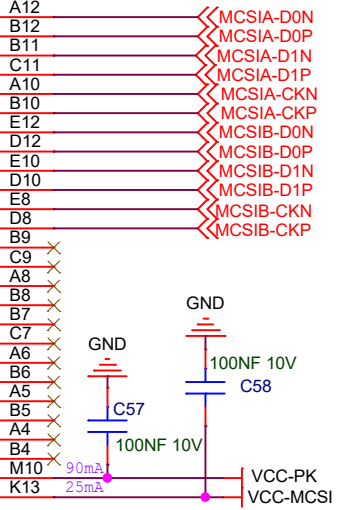 A12 MCSIA-D0N
B12 MCSIA-D0P
B11 MCSIA-D1N
C11 MCSIA-D1P
A10 MCSIA-CKN
B10 MCSIA-CKP
E12 MCSIB-D0N
D12 MCSIB-D0P
E10 MCSIB-D1N
D10 MCSIB-D1P
E8 MCSIB-CKN
D8 MCSIB-CKP
B9
C9
A8
B8
B7
C7
A6
B6
A5
B5
A4
B4
GND
100NF 10V
C58
GND
C57
100NF 10V
M10 90mA VCC-PK
K13 25mA VCC-MCSI